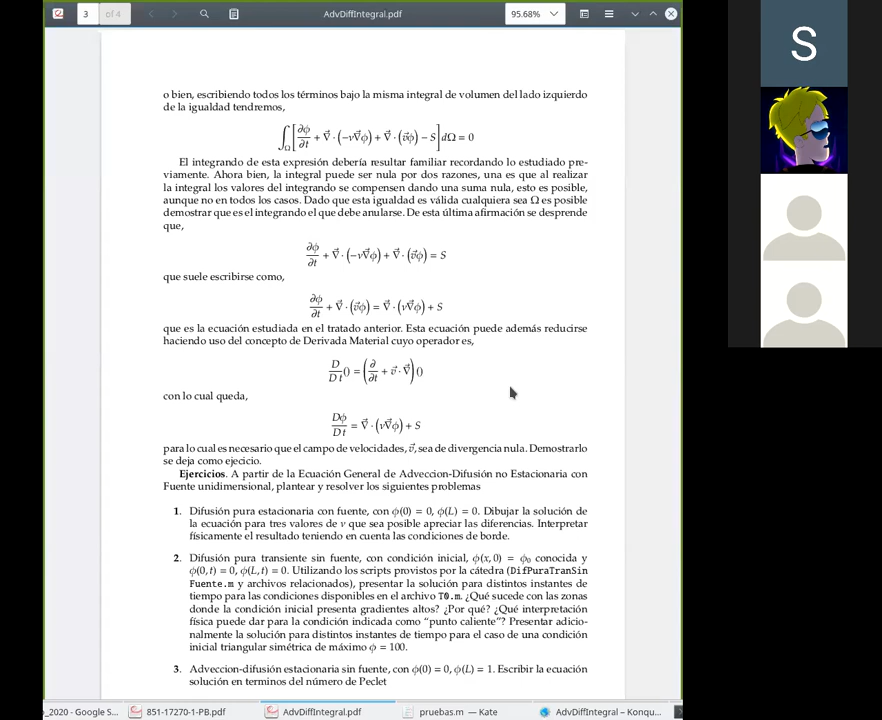 3 of 4 AdvDiffIntegral.pdf 95.68%
S
o bien, escribiendo todos los términos bajo la misma integral de volumen del lado izquierdo
de la igualdad tendremos,
∫Ω [∂ϕ/∂t + ∇⃗ · (−ν∇⃗ϕ) + ∇⃗ · (v⃗ϕ) − S] dΩ = 0
El integrando de esta expresión debería resultar familiar recordando lo estudiado pre-
viamente. Ahora bien, la integral puede ser nula por dos razones, una es que al realizar
la integral los valores del integrando se compensen dando una suma nula, esto es posible,
aunque no en todos los casos. Dado que esta igualdad es válida cualquiera sea Ω es posible
demostrar que es el integrando el que debe anularse. De esta última afirmación se desprende
que,
∂ϕ/∂t + ∇⃗ · (−ν∇⃗ϕ) + ∇⃗ · (v⃗ϕ) = S
que suele escribirse como,
∂ϕ/∂t + ∇⃗ · (v⃗ϕ) = ∇⃗ · (ν∇⃗ϕ) + S
que es la ecuación estudiada en el tratado anterior. Esta ecuación puede además reducirse
haciendo uso del concepto de Derivada Material cuyo operador es,
D/Dt () = (∂/∂t + v⃗ · ∇⃗) ()
con lo cual queda,
Dϕ/Dt = ∇⃗ · (ν∇⃗ϕ) + S
para lo cual es necesario que el campo de velocidades, v⃗, sea de divergencia nula. Demostrarlo
se deja como ejecicio.
Ejercicios. A partir de la Ecuación General de Adveccion-Difusión no Estacionaria con
Fuente unidimensional, plantear y resolver los siguientes problemas
1. Difusión pura estacionaria con fuente, con ϕ(0) = 0, ϕ(L) = 0. Dibujar la solución de
la ecuación para tres valores de ν que sea posible apreciar las diferencias. Interpretar
físicamente el resultado teniendo en cuenta las condiciones de borde.
2. Difusión pura transiente sin fuente, con condición inicial, ϕ(x, 0) = ϕ0 conocida y
ϕ(0, t) = 0, ϕ(L, t) = 0. Utilizando los scripts provistos por la cátedra (DifPuraTranSin
Fuente.m y archivos relacionados), presentar la solución para distintos instantes de
tiempo para las condiciones disponibles en el archivo T0.m. ¿Qué sucede con las zonas
donde la condición inicial presenta gradientes altos? ¿Por qué? ¿Qué interpretación
física puede dar para la condición indicada como “punto caliente”? Presentar adicio-
nalmente la solución para distintos instantes de tiempo para el caso de una condición
inicial triangular simétrica de máximo ϕ = 100.
3. Adveccion-difusión estacionaria sin fuente, con ϕ(0) = 0, ϕ(L) = 1. Escribir la ecuación
solución en terminos del número de Peclet
o_2020 - Google S... 851-17270-1-PB.pdf AdvDiffIntegral.pdf pruebas.m — Kate AdvDiffIntegral.pdf – Konqu...